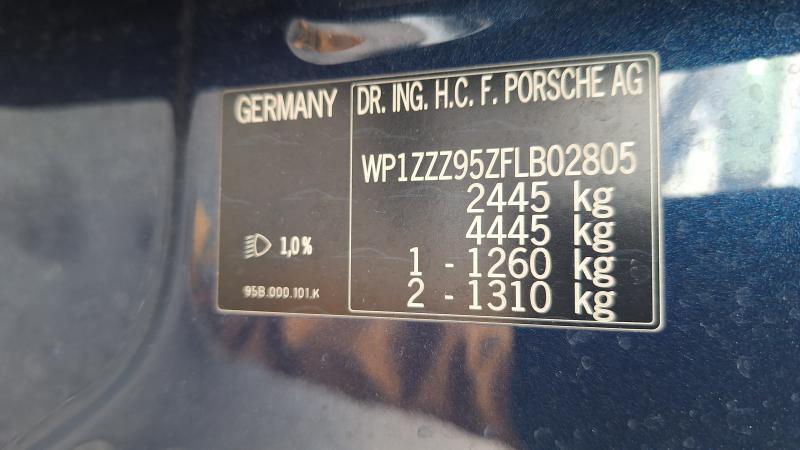 GERMANY
DR. ING. H.C. F. PORSCHE AG
WP1ZZZ95ZFLB02805
2445 kg
4445 kg
1 - 1260 kg
2 - 1310 kg
1,0%
95B.000.101.K